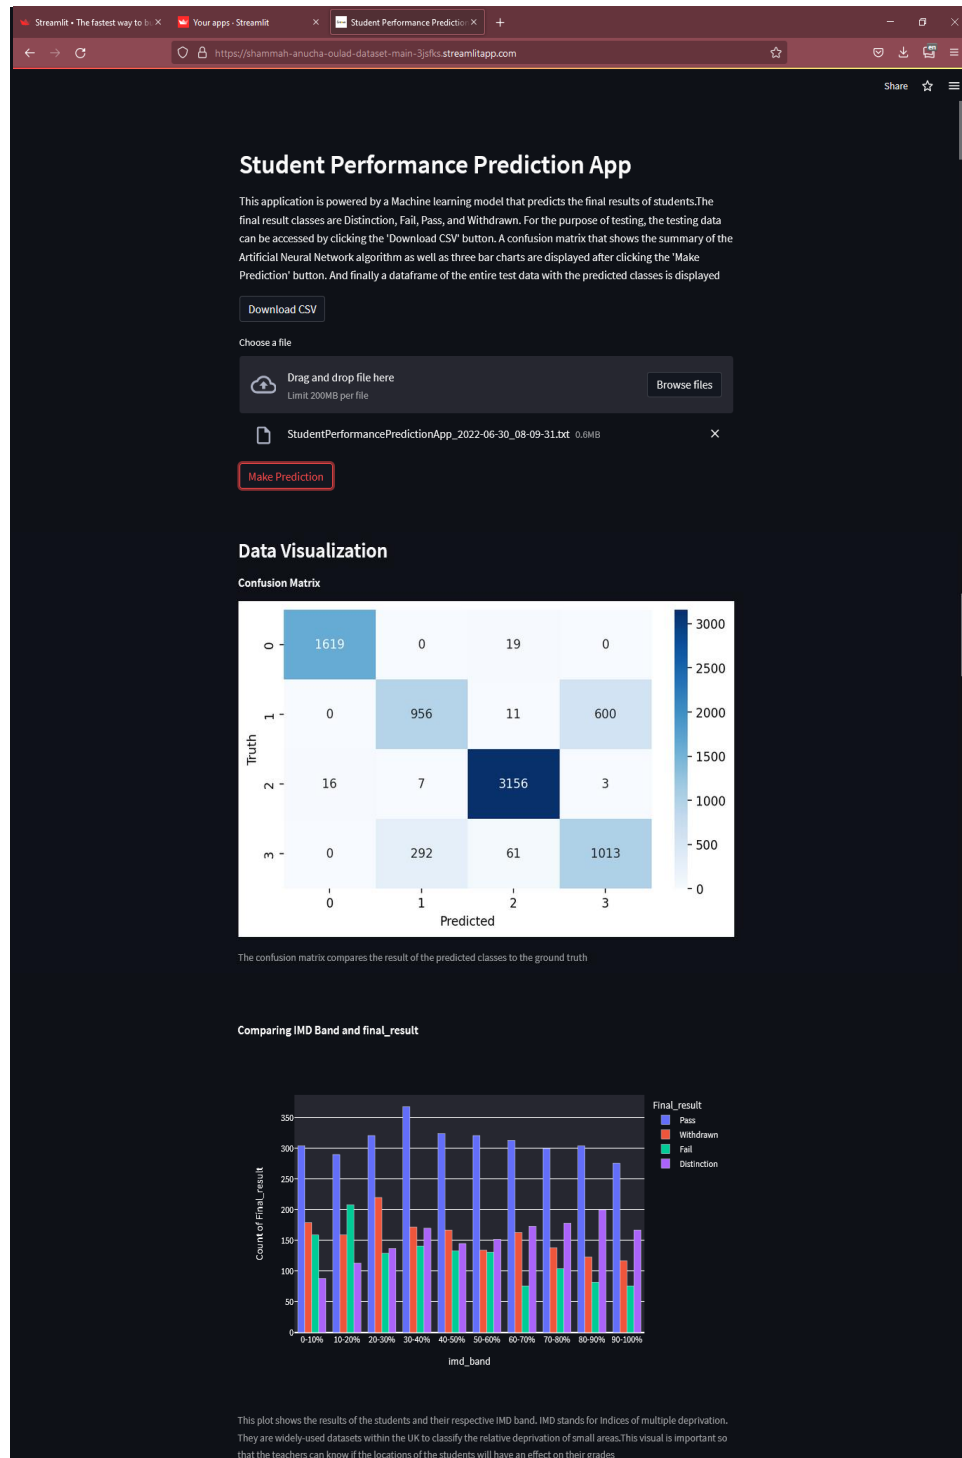 Streamlit • The fastest way to bu
Your apps · Streamlit
Student Performance Prediction
https://shammah-anucha-oulad-dataset-main-3jsfks.streamlitapp.com
Share
Student Performance Prediction App
This application is powered by a Machine learning model that predicts the final results of students.The
final result classes are Distinction, Fail, Pass, and Withdrawn. For the purpose of testing, the testing data
can be accessed by clicking the 'Download CSV' button. A confusion matrix that shows the summary of the
Artificial Neural Network algorithm as well as three bar charts are displayed after clicking the 'Make
Prediction' button. And finally a dataframe of the entire test data with the predicted classes is displayed
Download CSV
Choose a file
Drag and drop file here
Limit 200MB per file
Browse files
StudentPerformancePredictionApp_2022-06-30_08-09-31.txt 0.6MB
Make Prediction
Data Visualization
Confusion Matrix
0 1619 0 19 0
1 0 956 11 600
2 16 7 3156 3
3 0 292 61 1013
0 1 2 3
Truth
Predicted
3000
2500
2000
1500
1000
500
0
The confusion matrix compares the result of the predicted classes to the ground truth
Comparing IMD Band and final_result
Final_result
Pass
Withdrawn
Fail
Distinction
Count of Final_result
350
300
250
200
150
100
50
0
0-10% 10-20% 20-30% 30-40% 40-50% 50-60% 60-70% 70-80% 80-90% 90-100%
imd_band
This plot shows the results of the students and their respective IMD band. IMD stands for Indices of multiple deprivation.
They are widely-used datasets within the UK to classify the relative deprivation of small areas.This visual is important so
that the teachers can know if the locations of the students will have an effect on their grades